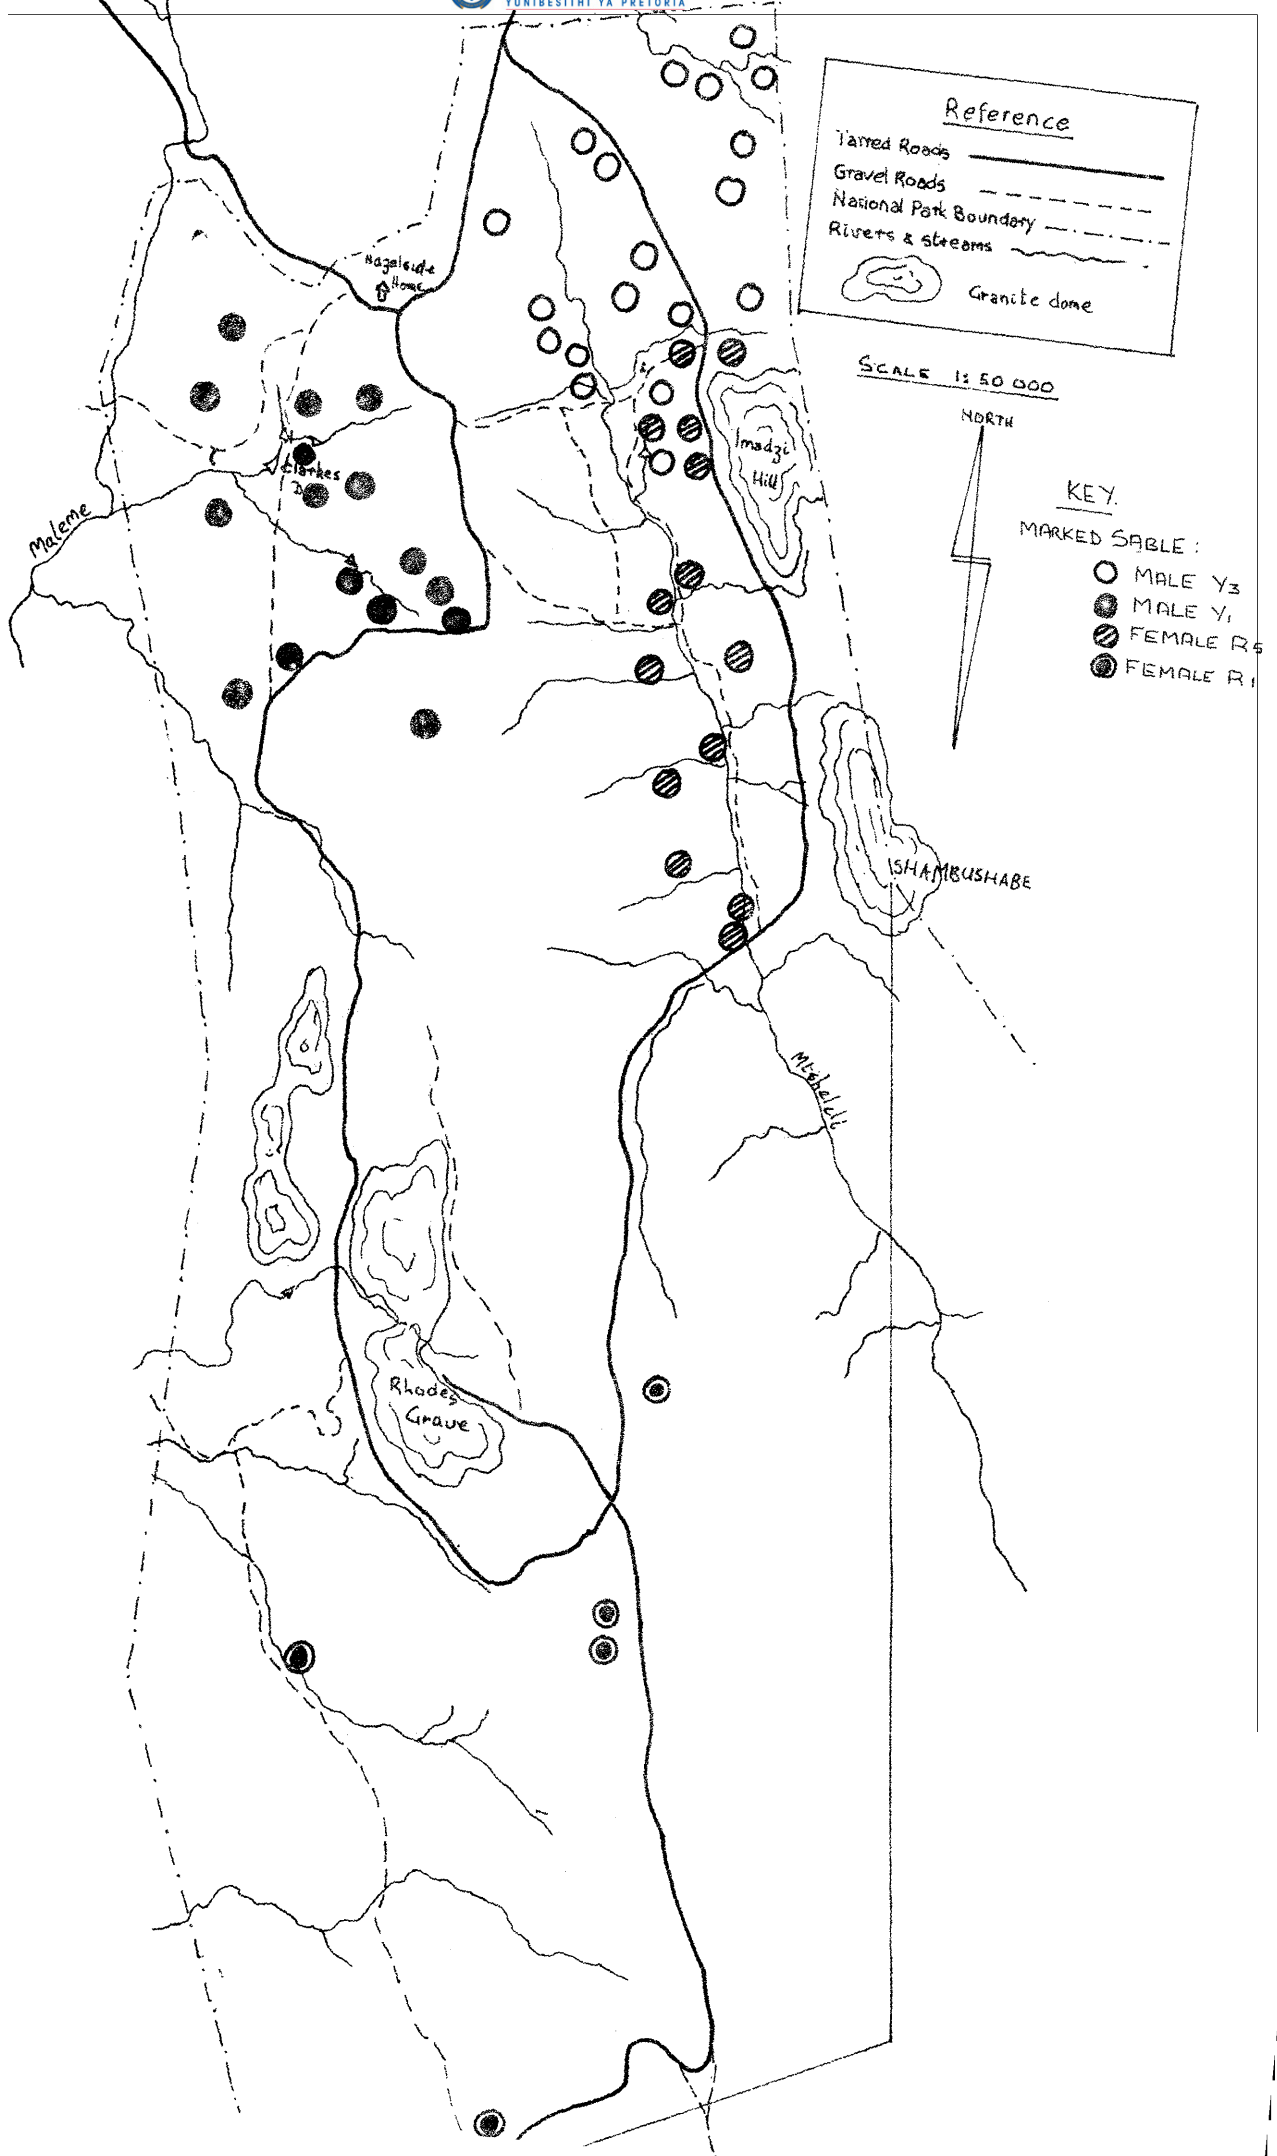 YUNIBESITHI YA PRETORIA
Reference
Tarred Roads
Gravel Roads
National Park Boundary
Rivers & streams
Granite dome
SCALE 1:50 000
NORTH
KEY.
MARKED SABLE :
MALE Y3
MALE Y1
FEMALE R5
FEMALE R1
Hazelside
Home
Imadzi
Hill
Clarkes
D
Maleme
SHAMBUSHABE
Mtsheleli
Rhodes
Grave